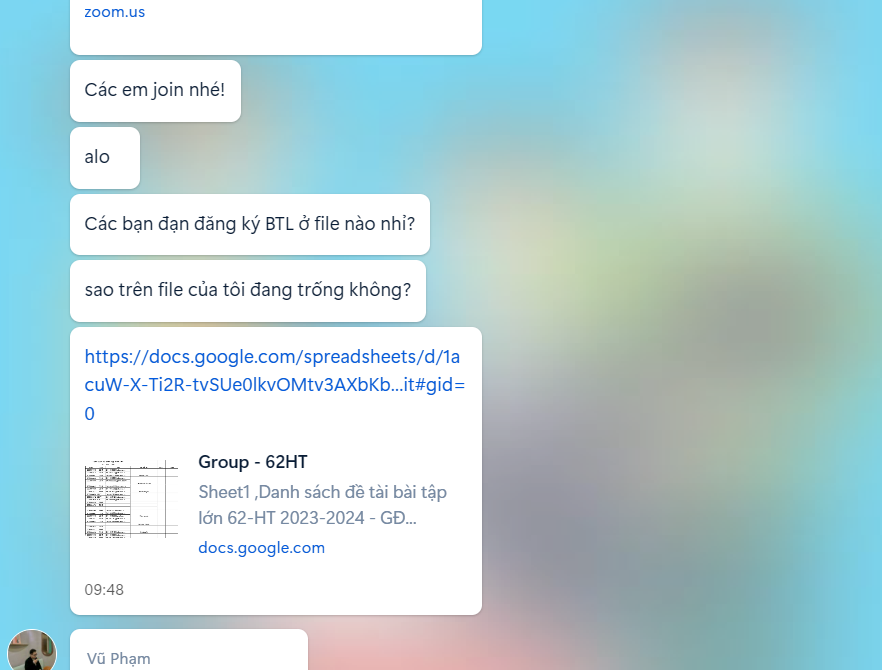 zoom.us
Các em join nhé!
alo
Các bạn đạn đăng ký BTL ở file nào nhỉ?
sao trên file của tôi đang trống không?
https://docs.google.com/spreadsheets/d/1a
cuW-X-Ti2R-tvSUe0lkvOMtv3AXbKb...it#gid=
0
Group - 62HT
Sheet1 ,Danh sách đề tài bài tập
lớn 62-HT 2023-2024 - GĐ...
docs.google.com
09:48
Vũ Phạm